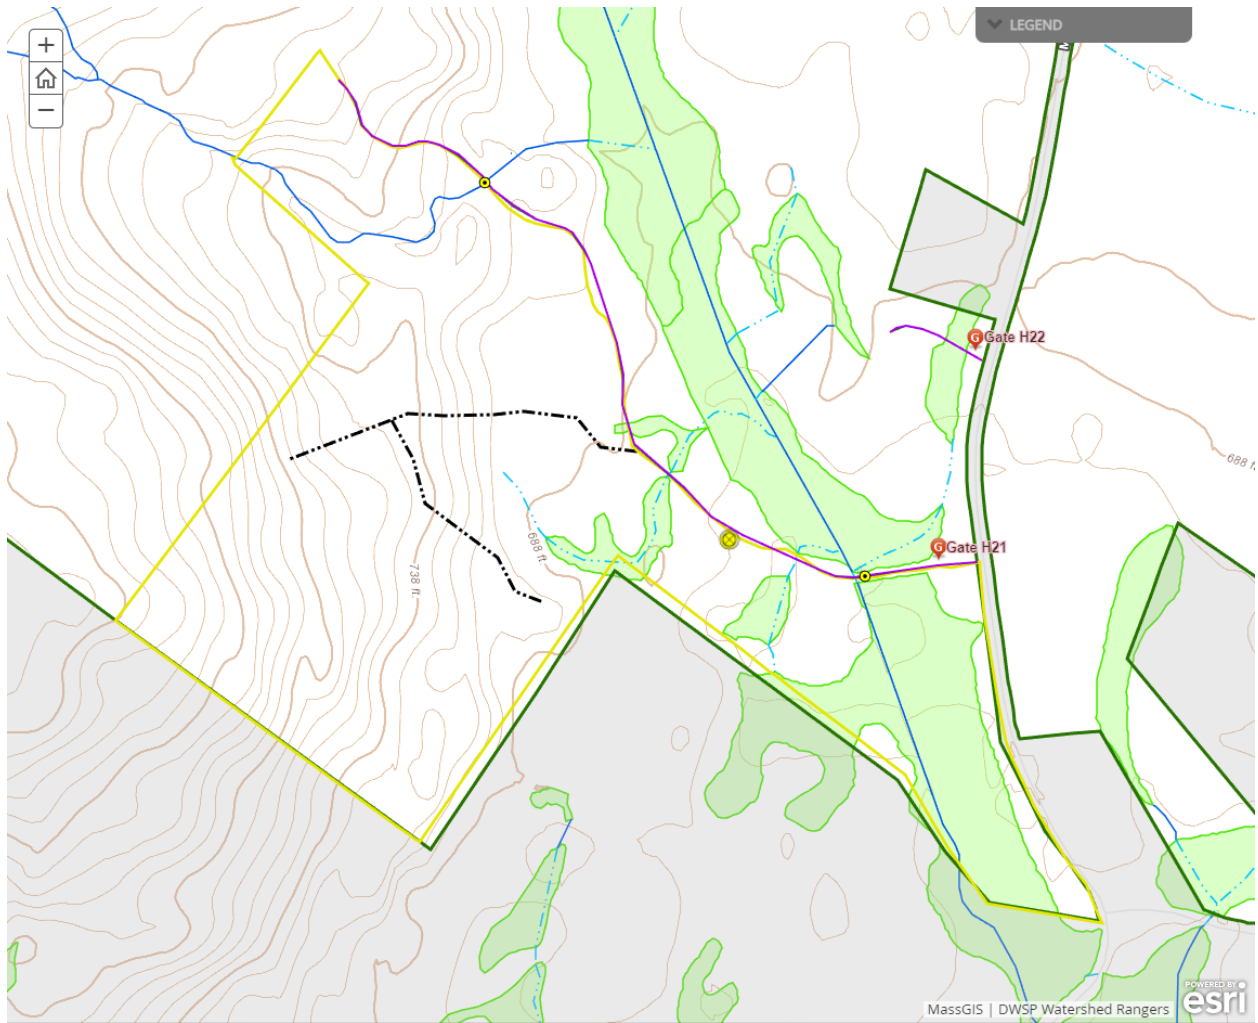 +
LEGEND
−
G Gate H22
688 ft
688 ft.
G Gate H21
738 ft.
MassGIS | DWSP Watershed Rangers
POWERED BY
esri